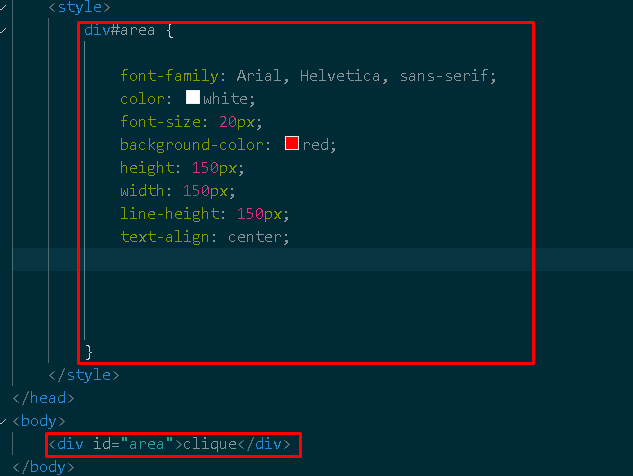 <style>
div#area {
font-family: Arial, Helvetica, sans-serif;
color: white;
font-size: 20px;
background-color: red;
height: 150px;
width: 150px;
line-height: 150px;
text-align: center;
}
</style>
</head>
<body>
<div id="area">clique</div>
</body>